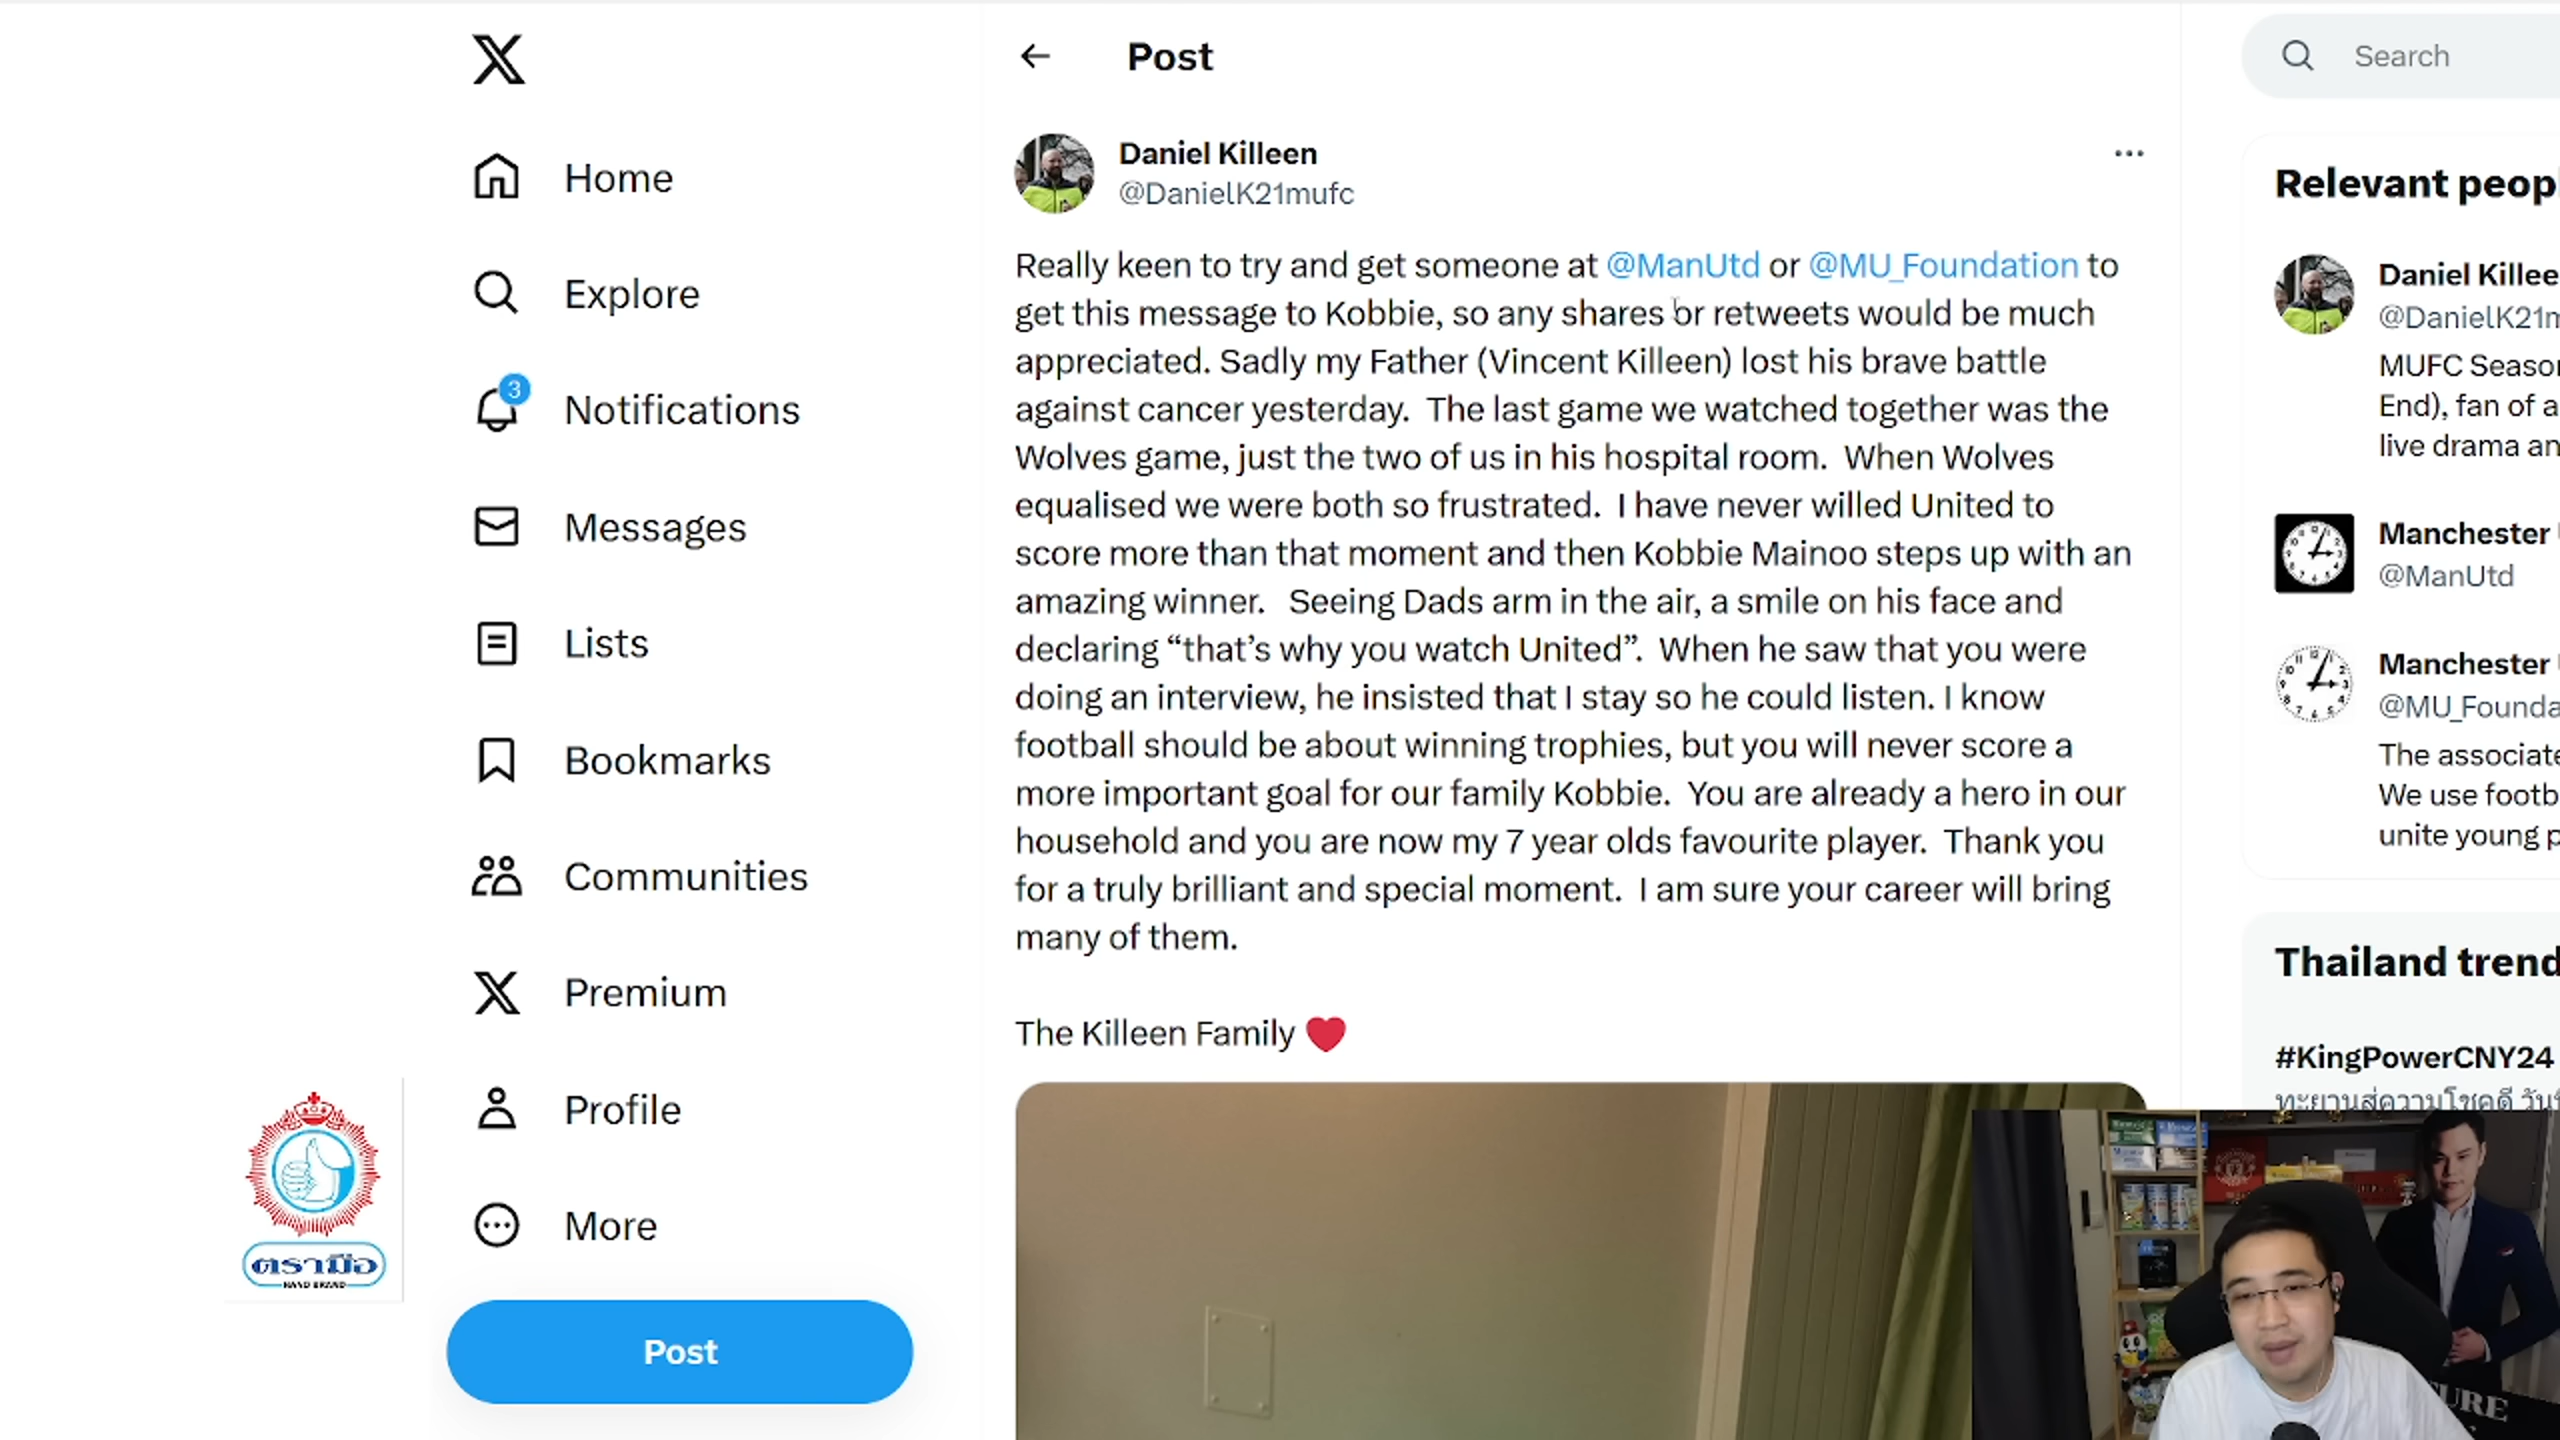 Home
Explore
3
Notifications
Messages
Lists
Bookmarks
Communities
Premium
Profile
More
Post
ตรามือ
HAND BRAND
Post
Daniel Killeen
@DanielK21mufc
Really keen to try and get someone at @ManUtd or @MU_Foundation to
get this message to Kobbie, so any shares or retweets would be much
appreciated. Sadly my Father (Vincent Killeen) lost his brave battle
against cancer yesterday.  The last game we watched together was the
Wolves game, just the two of us in his hospital room.  When Wolves
equalised we were both so frustrated.  I have never willed United to
score more than that moment and then Kobbie Mainoo steps up with an
amazing winner.   Seeing Dads arm in the air, a smile on his face and
declaring “that’s why you watch United”.  When he saw that you were
doing an interview, he insisted that I stay so he could listen. I know
football should be about winning trophies, but you will never score a
more important goal for our family Kobbie.  You are already a hero in our
household and you are now my 7 year olds favourite player.  Thank you
for a truly brilliant and special moment.  I am sure your career will bring
many of them.
The Killeen Family ❤️
Search
Relevant peopl
Daniel Killee
@DanielK21m
MUFC Season
End), fan of a
live drama an
Manchester
@ManUtd
Manchester
@MU_Founda
The associate
We use footb
unite young p
Thailand trend
#KingPowerCNY24
ทะยานสู่ความโชคดี
URE